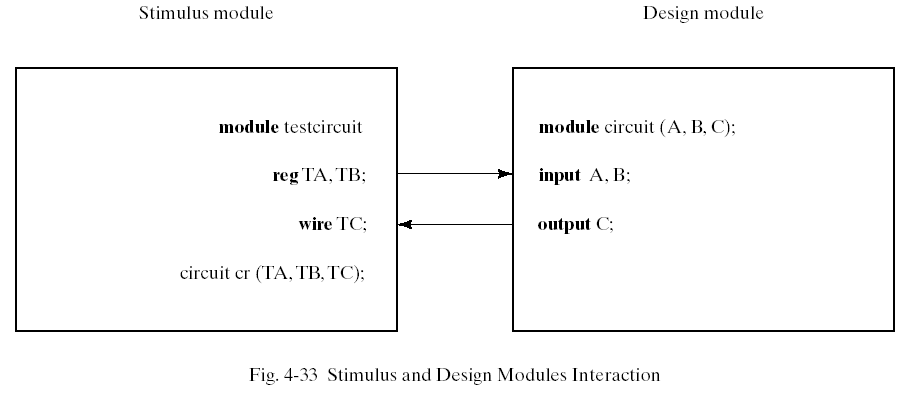 Stimulus module
Design module
module testcircuit
reg TA, TB;
wire TC;
circuit cr (TA, TB, TC);
module circuit (A, B, C);
input A, B;
output C;
Fig. 4-33 Stimulus and Design Modules Interaction